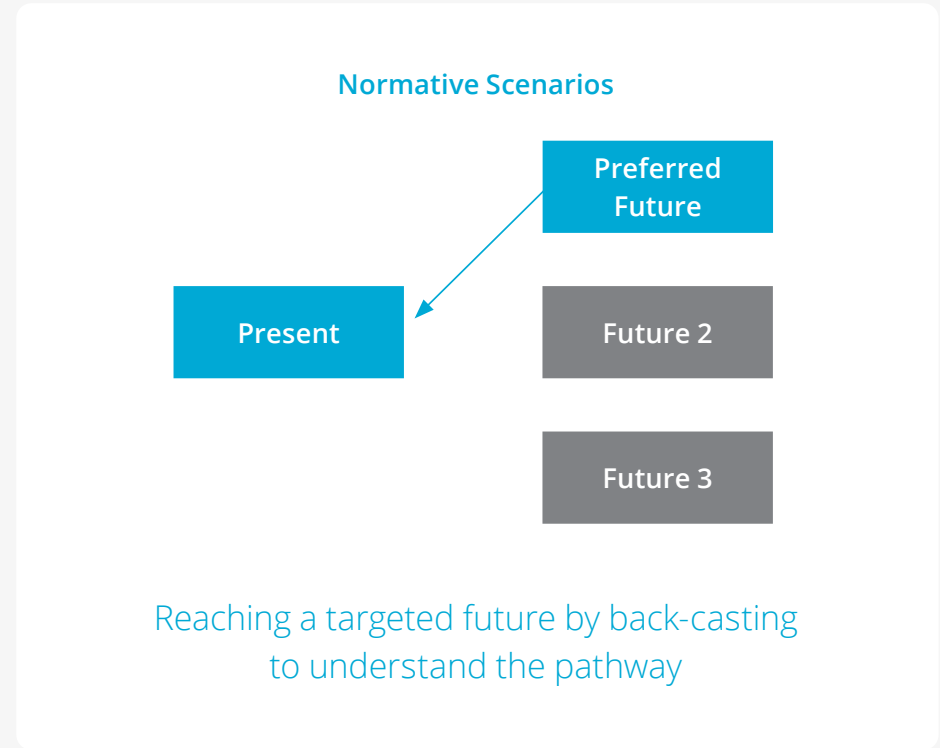 Normative Scenarios
Preferred
Future
Present
Future 2
Future 3
Reaching a targeted future by back-casting
to understand the pathway